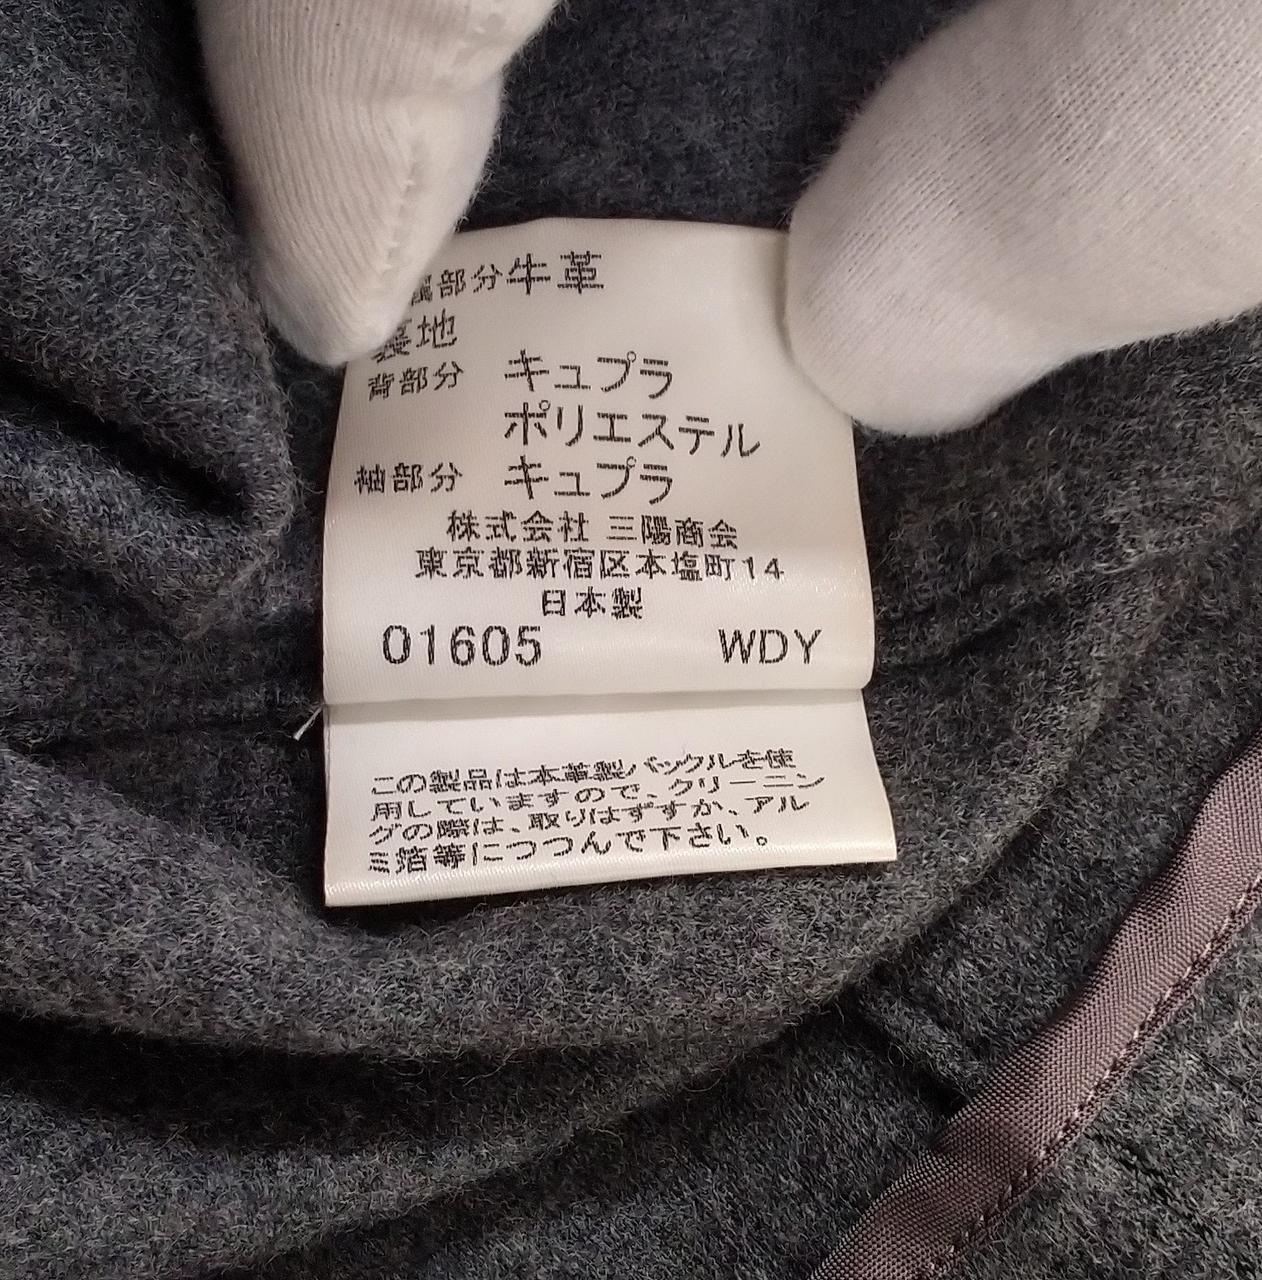 属部分牛革
裏地
背部分 キュプラ
ポリエステル
袖部分 キュプラ
株式会社 三陽商会
東京都新宿区本塩町14
日本製
01605 WDY
この製品は本革製バックルを使
用していますので、クリーニン
グの際は、取りはずすか、アル
ミ箔等につつんで下さい。